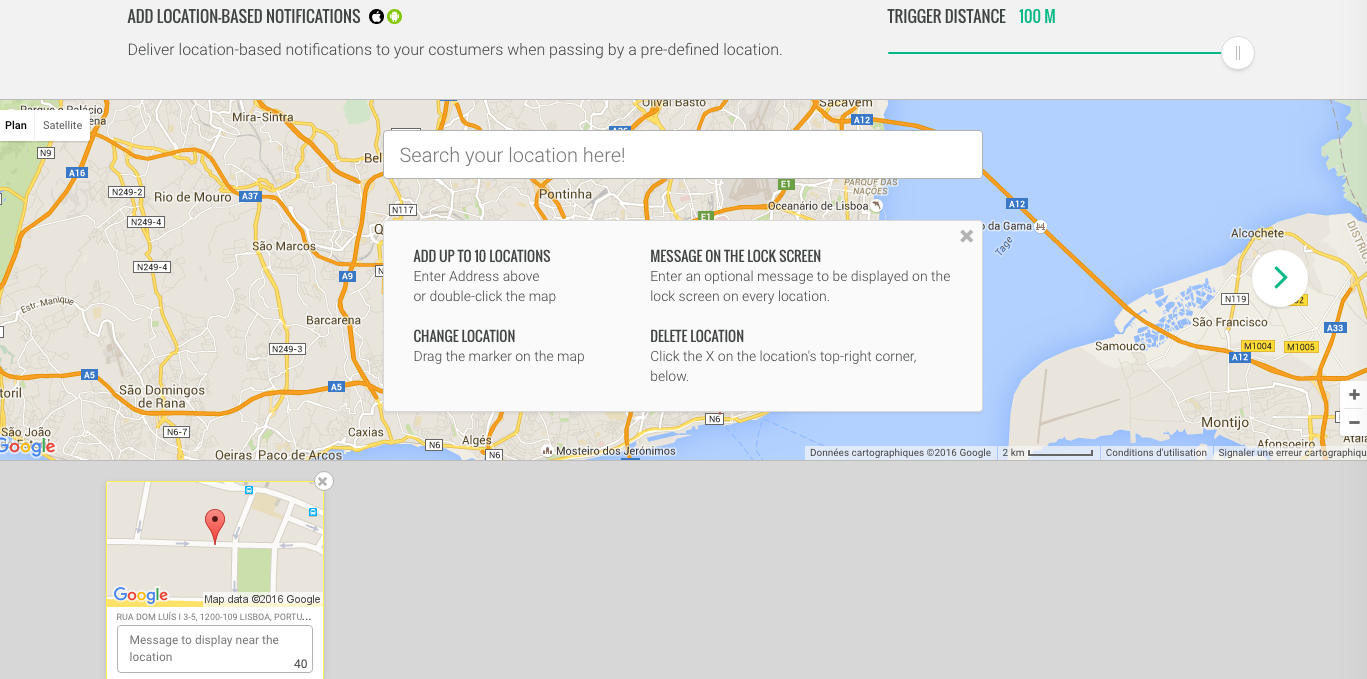 ADD LOCATION-BASED NOTIFICATIONS
TRIGGER DISTANCE 100 M
Deliver location-based notifications to your costumers when passing by a pre-defined location.
Parque e Palácio
Olival Basto
Sacavem
Mira-Sintra
A12
Plan
Satellite
N9
A16
Search your location here!
E1
PARQUE DAS
NAÇÕES
N249-2
Rio de Mouro
A37
Pontinha
N117
Oceanário de Lisboa
A12
N249-4
E1
da Gama
Alcochete
São Marcos
Tage
N249-4
A9
ADD UP TO 10 LOCATIONS
Enter Address above
or double-click the map
MESSAGE ON THE LOCK SCREEN
Enter an optional message to be displayed on the
lock screen on every location.
CHANGE LOCATION
Drag the marker on the map
DELETE LOCATION
Click the X on the location's top-right corner,
below.
Estr. Manique
N119
Barcarena
São Francisco
A33
N249-3
Samouco
M1004
M1005
A12
A5
A5
São Domingos
de Rana
N6
Montijo
N6-7
Caxias
São João
Algés
N6
Afonsoeiro
Google
Oeiras
Paco de Arcos
N6
Mosteiro dos Jerónimos
Données cartographiques ©2016 Google
2 km
Conditions d'utilisation
Signaler une erreur cartographiqu
Google
Map data ©2016 Google
RUA DOM LUÍS I 3-5, 1200-109 LISBOA, PORTU...
Message to display near the
location
40